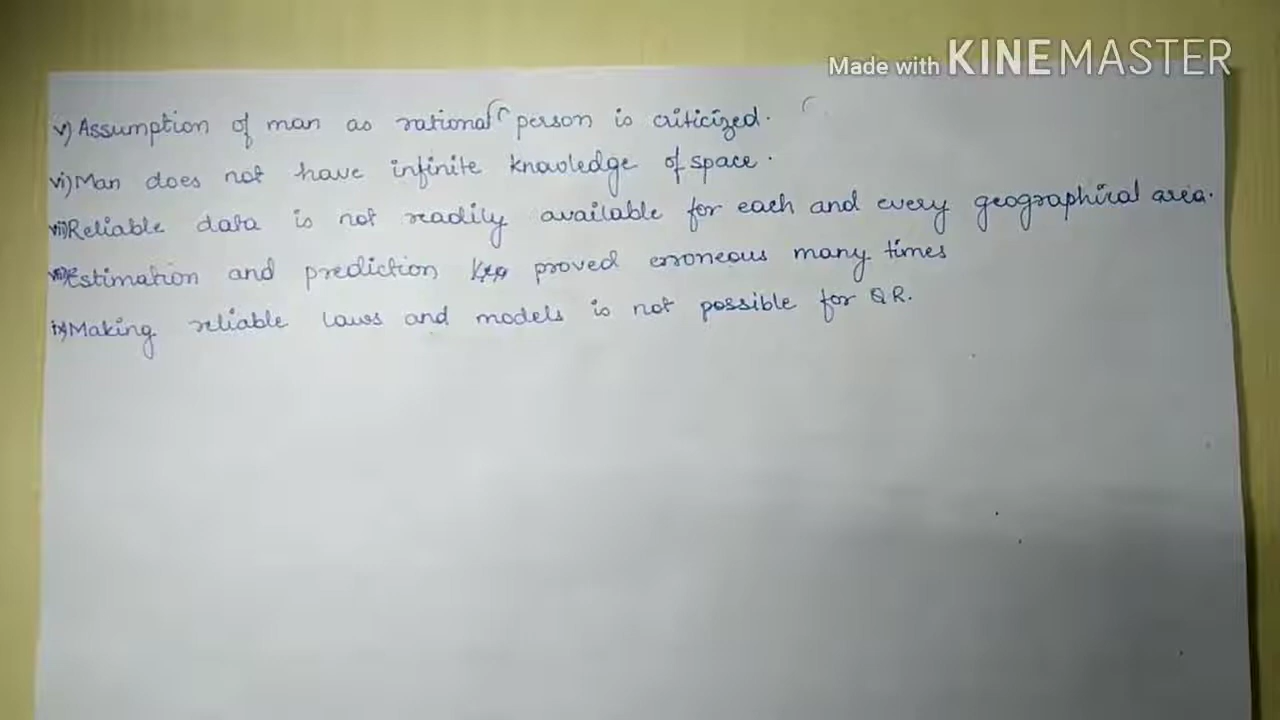 Made with KINEMASTER
v) Assumption of man as rational person is criticized.
vi) Man does not have infinite knowledge of space.
vii) Reliable data is not readily available for each and every geographical area.
viii) Estimation and prediction proved erroneous many times
ix) Making reliable laws and models is not possible for QR.